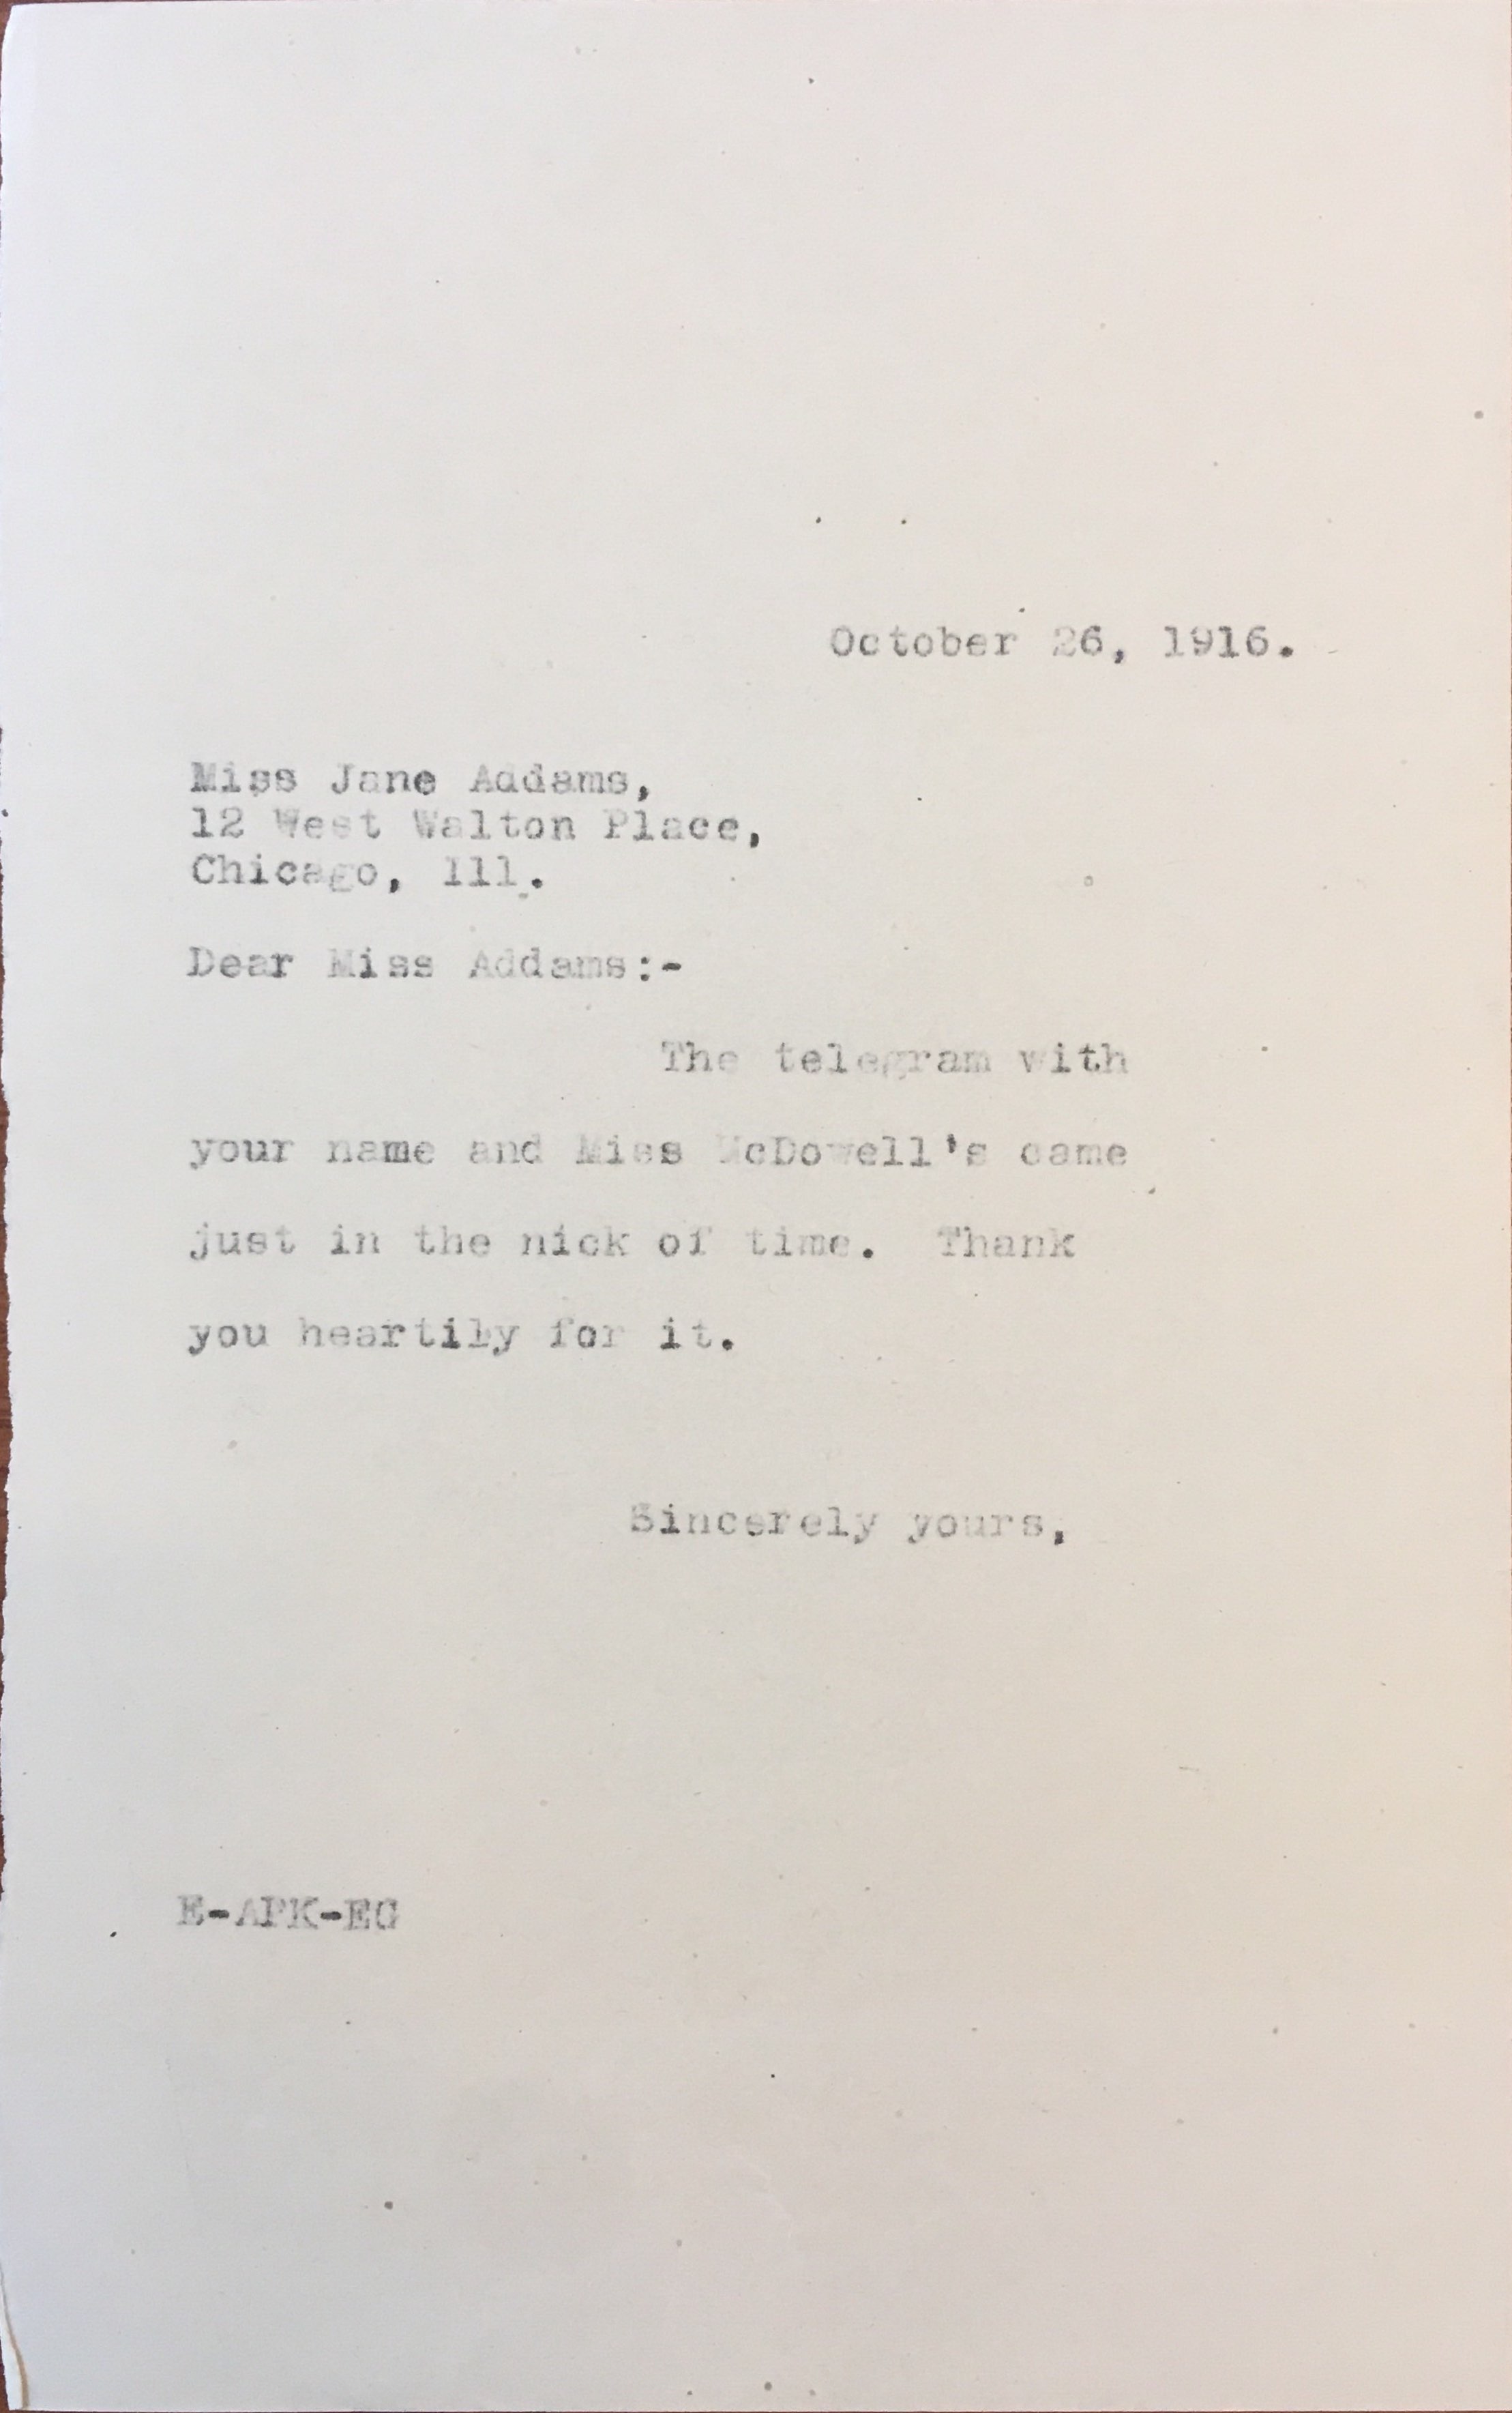 October 26, 1916.
Miss Jane Addams,
12 West Walton Place,
Chicago, Ill.
Dear Miss Addams:-
The telegram with
your name and Miss McDowell's came
just in the nick of time.  Thank
you heartily for it.
Sincerely yours,
E-APK-EG